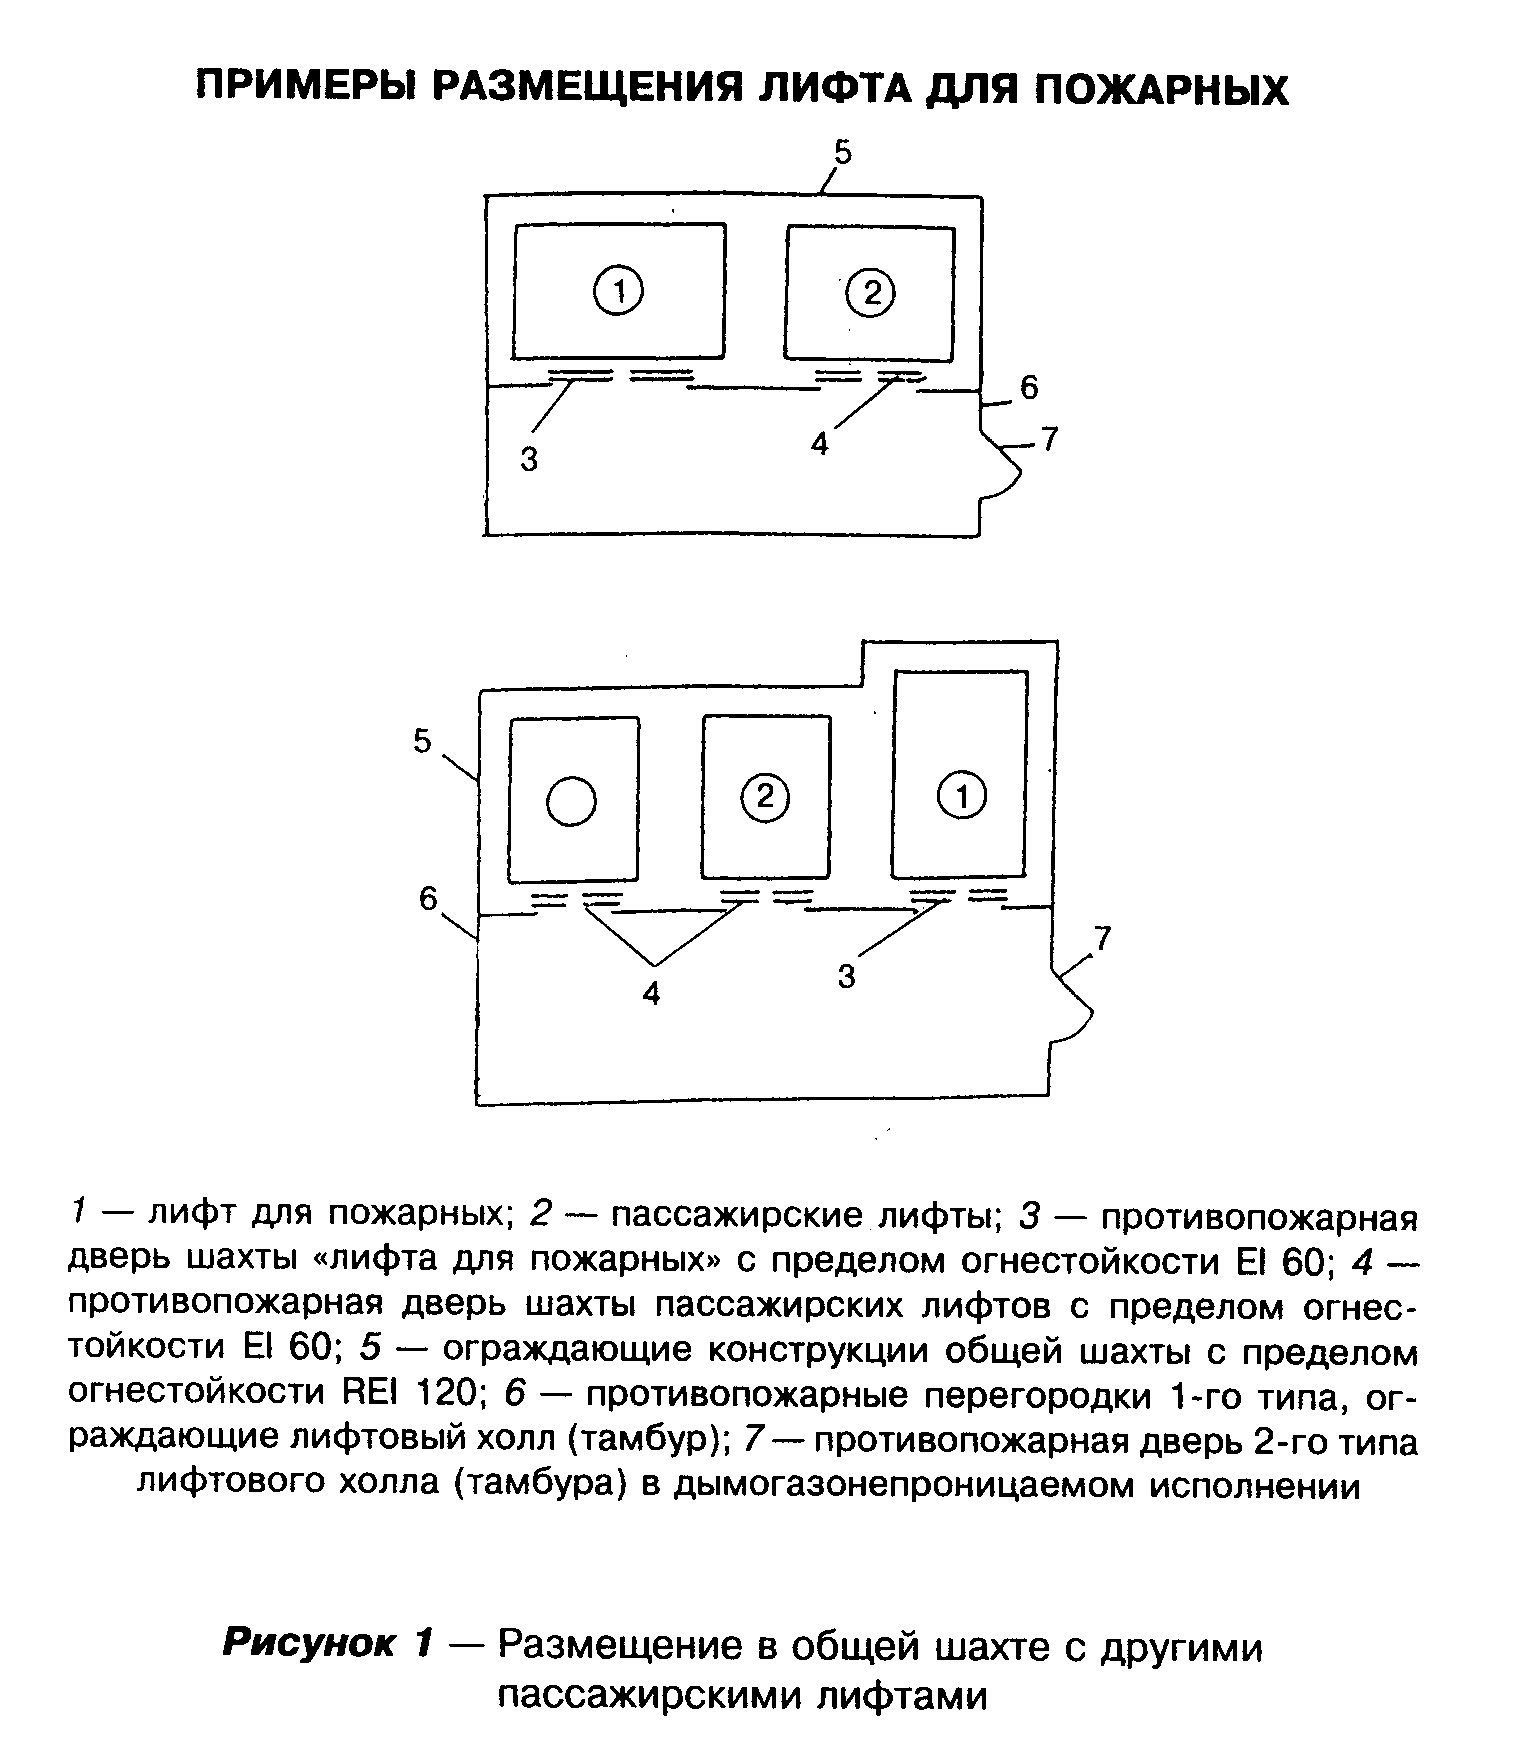 ПРИМЕРЫ РАЗМЕЩЕНИЯ ЛИФТА ДЛЯ ПОЖАРНЫХ
5
1
2
6
7
3
4
5
2
1
6
7
3
4
1 — лифт для пожарных; 2 — пассажирские лифты; 3 — противопожарная
дверь шахты «лифта для пожарных» с пределом огнестойкости EI 60; 4 —
противопожарная дверь шахты пассажирских лифтов с пределом огнес-
тойкости EI 60; 5 — ограждающие конструкции общей шахты с пределом
огнестойкости REI 120; 6 — противопожарные перегородки 1-го типа, ог-
раждающие лифтовый холл (тамбур); 7 — противопожарная дверь 2-го типа
лифтового холла (тамбура) в дымогазонепроницаемом исполнении
Рисунок 1 — Размещение в общей шахте с другими
пассажирскими лифтами